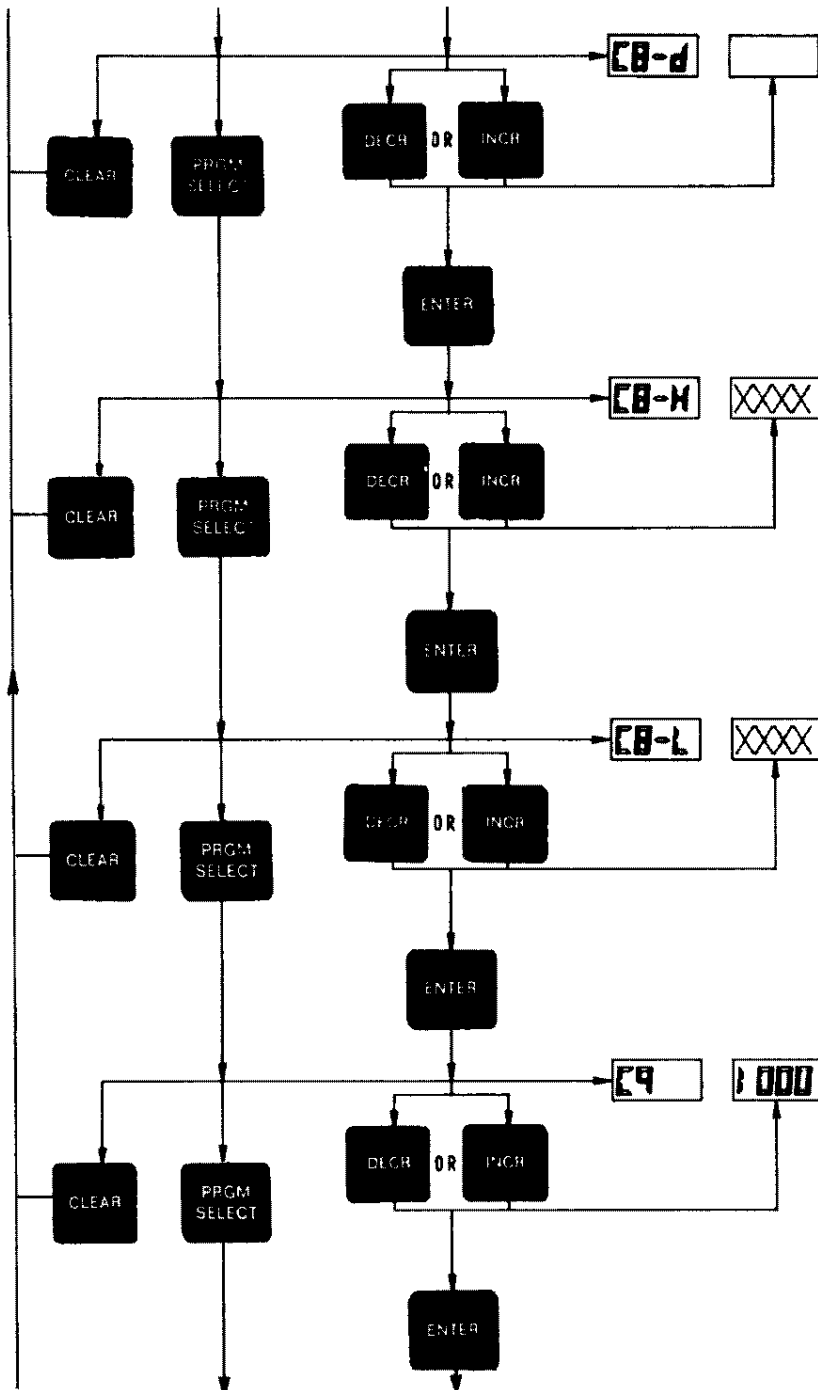 C8-d
DECR OR INCR
CLEAR PRGM SELECT
ENTER
C8-H XXXX
DECR OR INCR
CLEAR PRGM SELECT
ENTER
C8-L XXXX
DECR OR INCR
CLEAR PRGM SELECT
ENTER
C9 1000
DECR OR INCR
CLEAR PRGM SELECT
ENTER